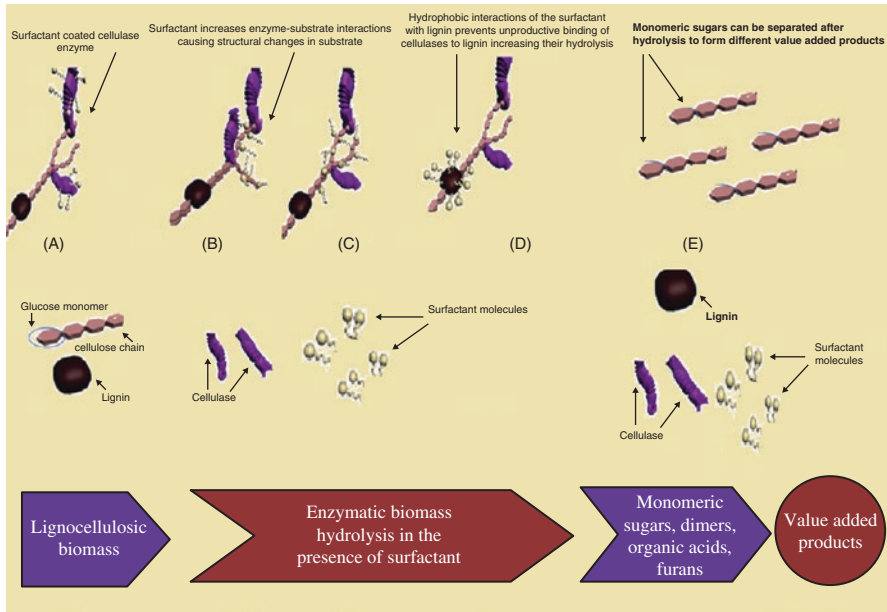 Surfactant coated cellulase
enzyme
Surfactant increases enzyme-substrate interactions
causing structural changes in substrate
Hydrophobic interactions of the surfactant
with lignin prevents unproductive binding of
cellulases to lignin increasing their hydrolysis
Monomeric sugars can be separated after
hydrolysis to form different value added products
(A)
(B)
(C)
(D)
(E)
Glucose monomer
cellulose chain
Lignin
Cellulase
Surfactant molecules
Lignin
Surfactant
molecules
Cellulase
Lignocellulosic
biomass
Enzymatic biomass
hydrolysis in the
presence of surfactant
Monomeric
sugars, dimers,
organic acids,
furans
Value added
products